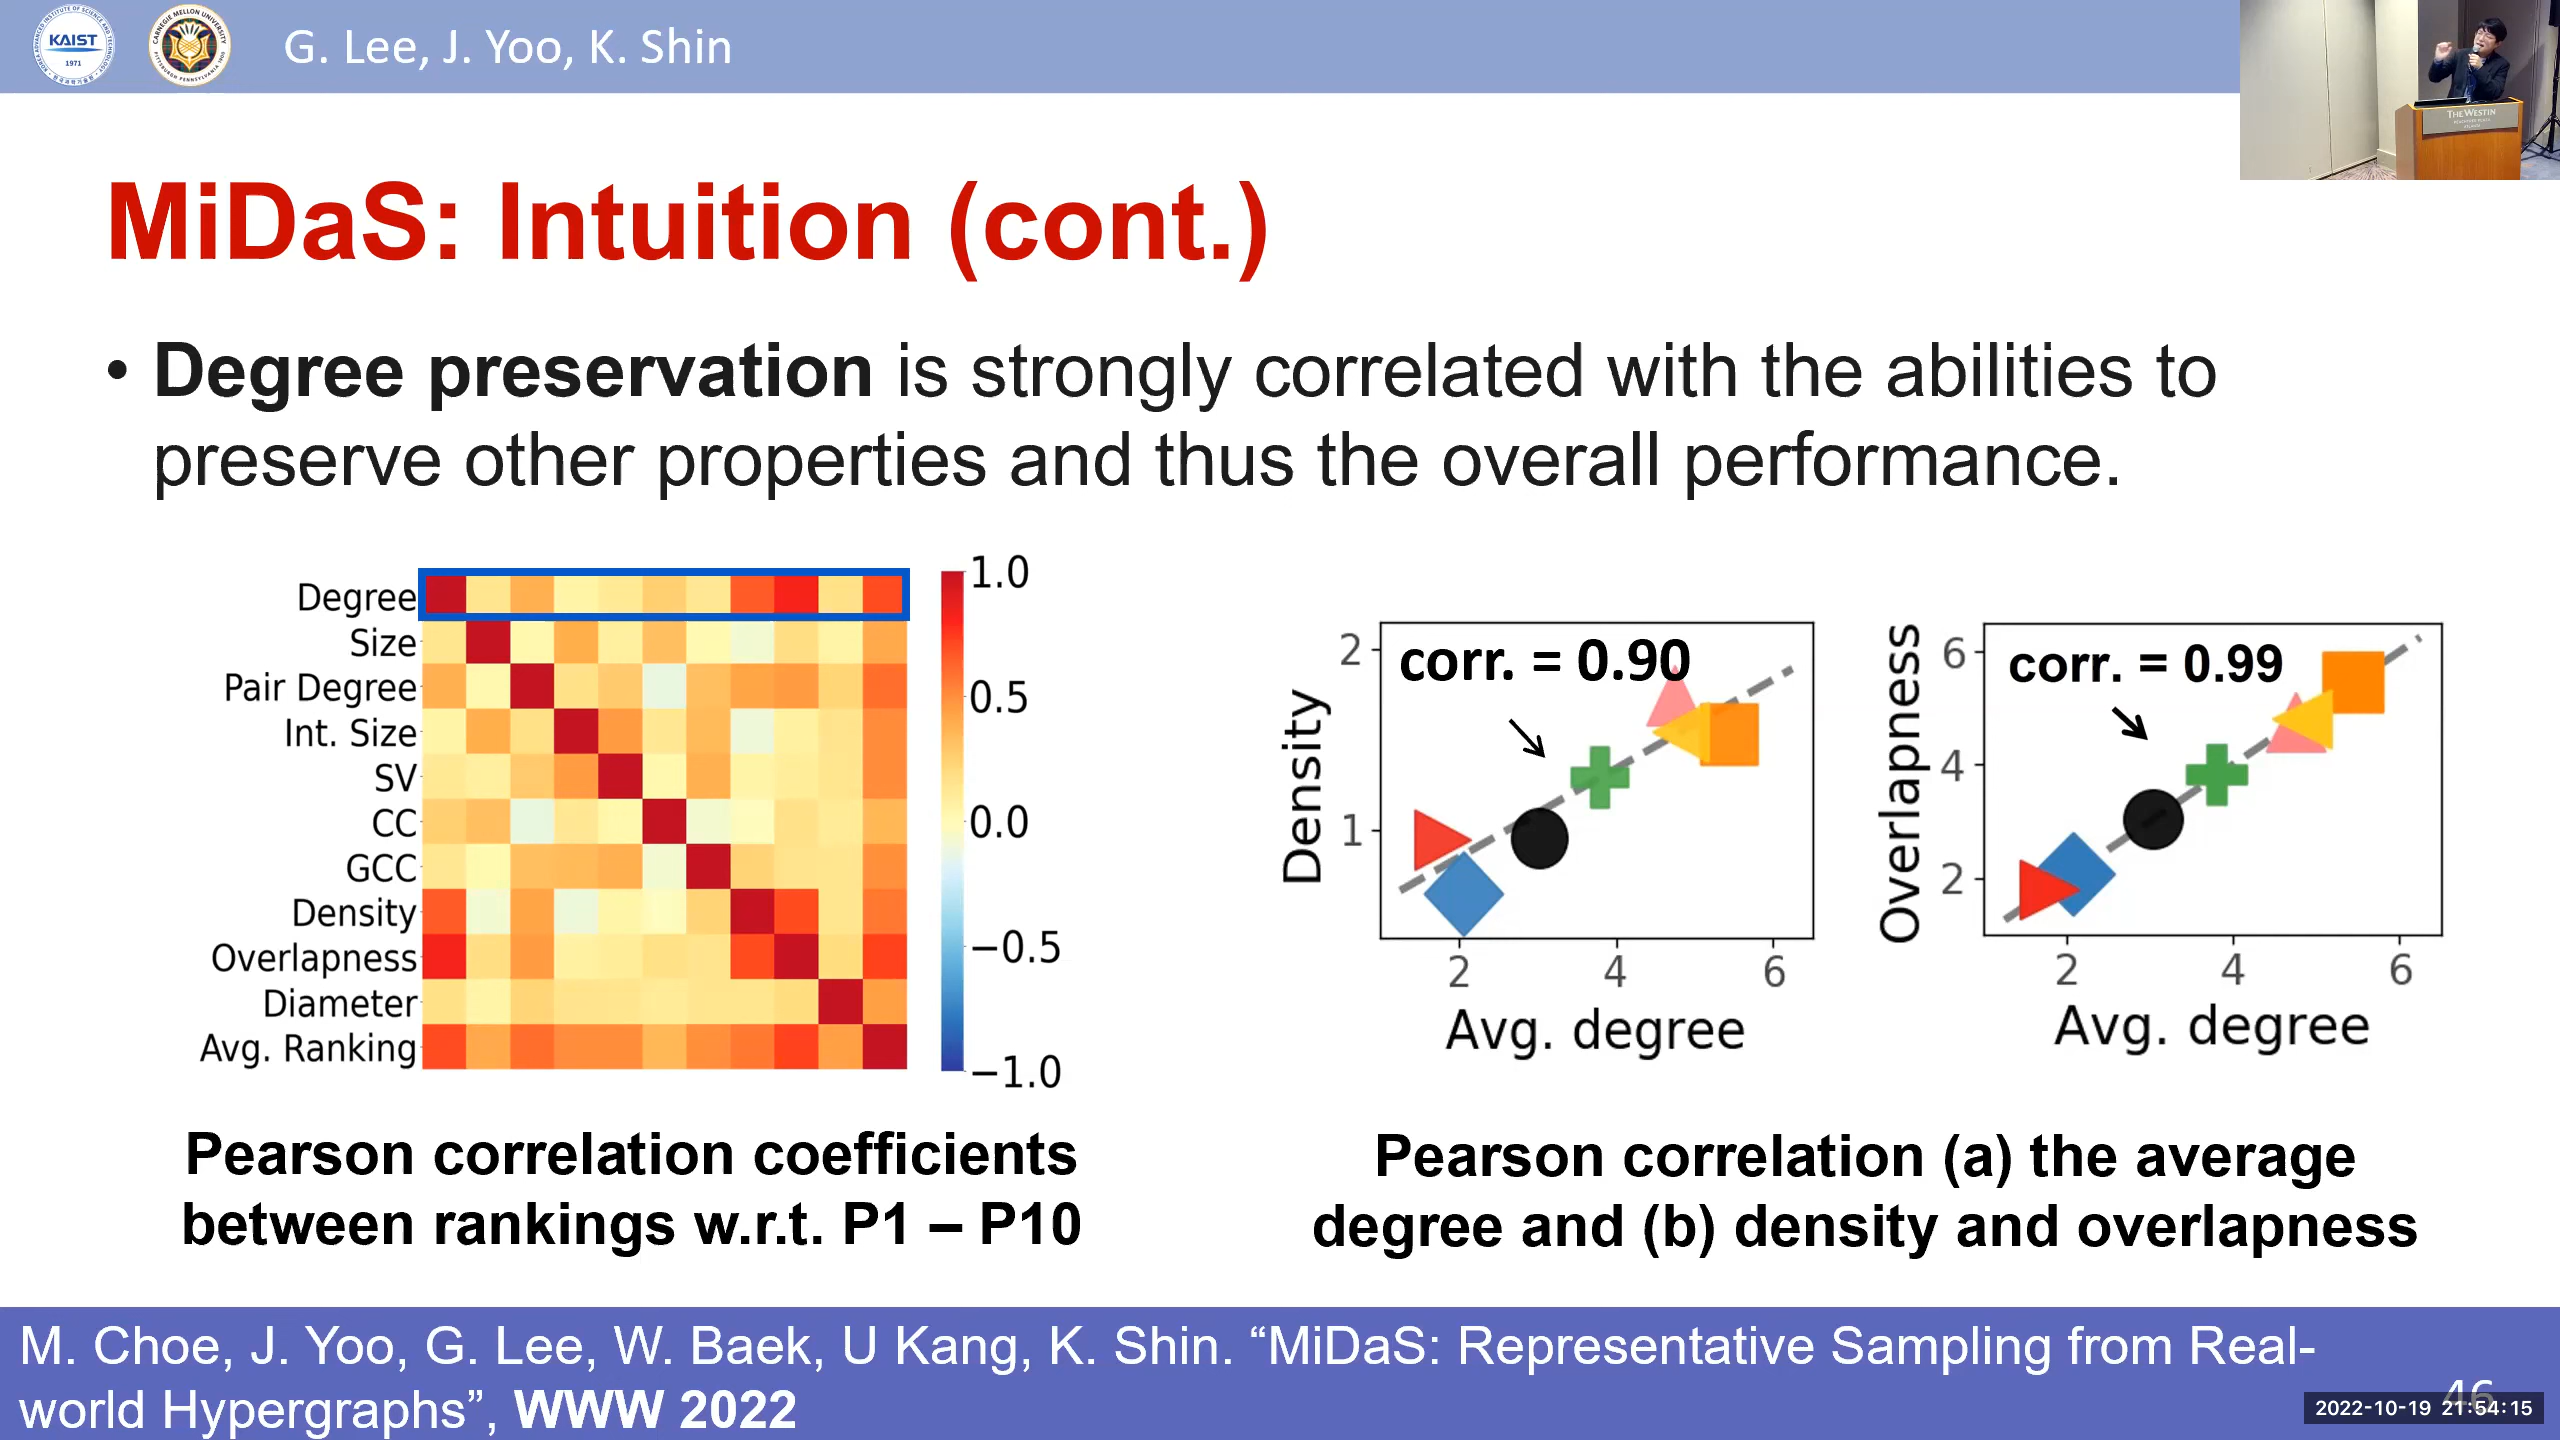 KAIST
1971
G. Lee, J. Yoo, K. Shin
THE WESTIN
MiDaS: Intuition (cont.)
• Degree preservation is strongly correlated with the abilities to
preserve other properties and thus the overall performance.
Degree
Size
Pair Degree
Int. Size
SV
CC
GCC
Density
Overlapness
Diameter
Avg. Ranking
1.0
0.5
0.0
−0.5
−1.0
Pearson correlation coefficients
between rankings w.r.t. P1 – P10
corr. = 0.90
Density
2
1
2 4 6
Avg. degree
corr. = 0.99
Overlapness
6
4
2
2 4 6
Avg. degree
Pearson correlation (a) the average
degree and (b) density and overlapness
M. Choe, J. Yoo, G. Lee, W. Baek, U Kang, K. Shin. “MiDaS: Representative Sampling from Real-
world Hypergraphs”, WWW 2022
46
2022-10-19 21:54:15